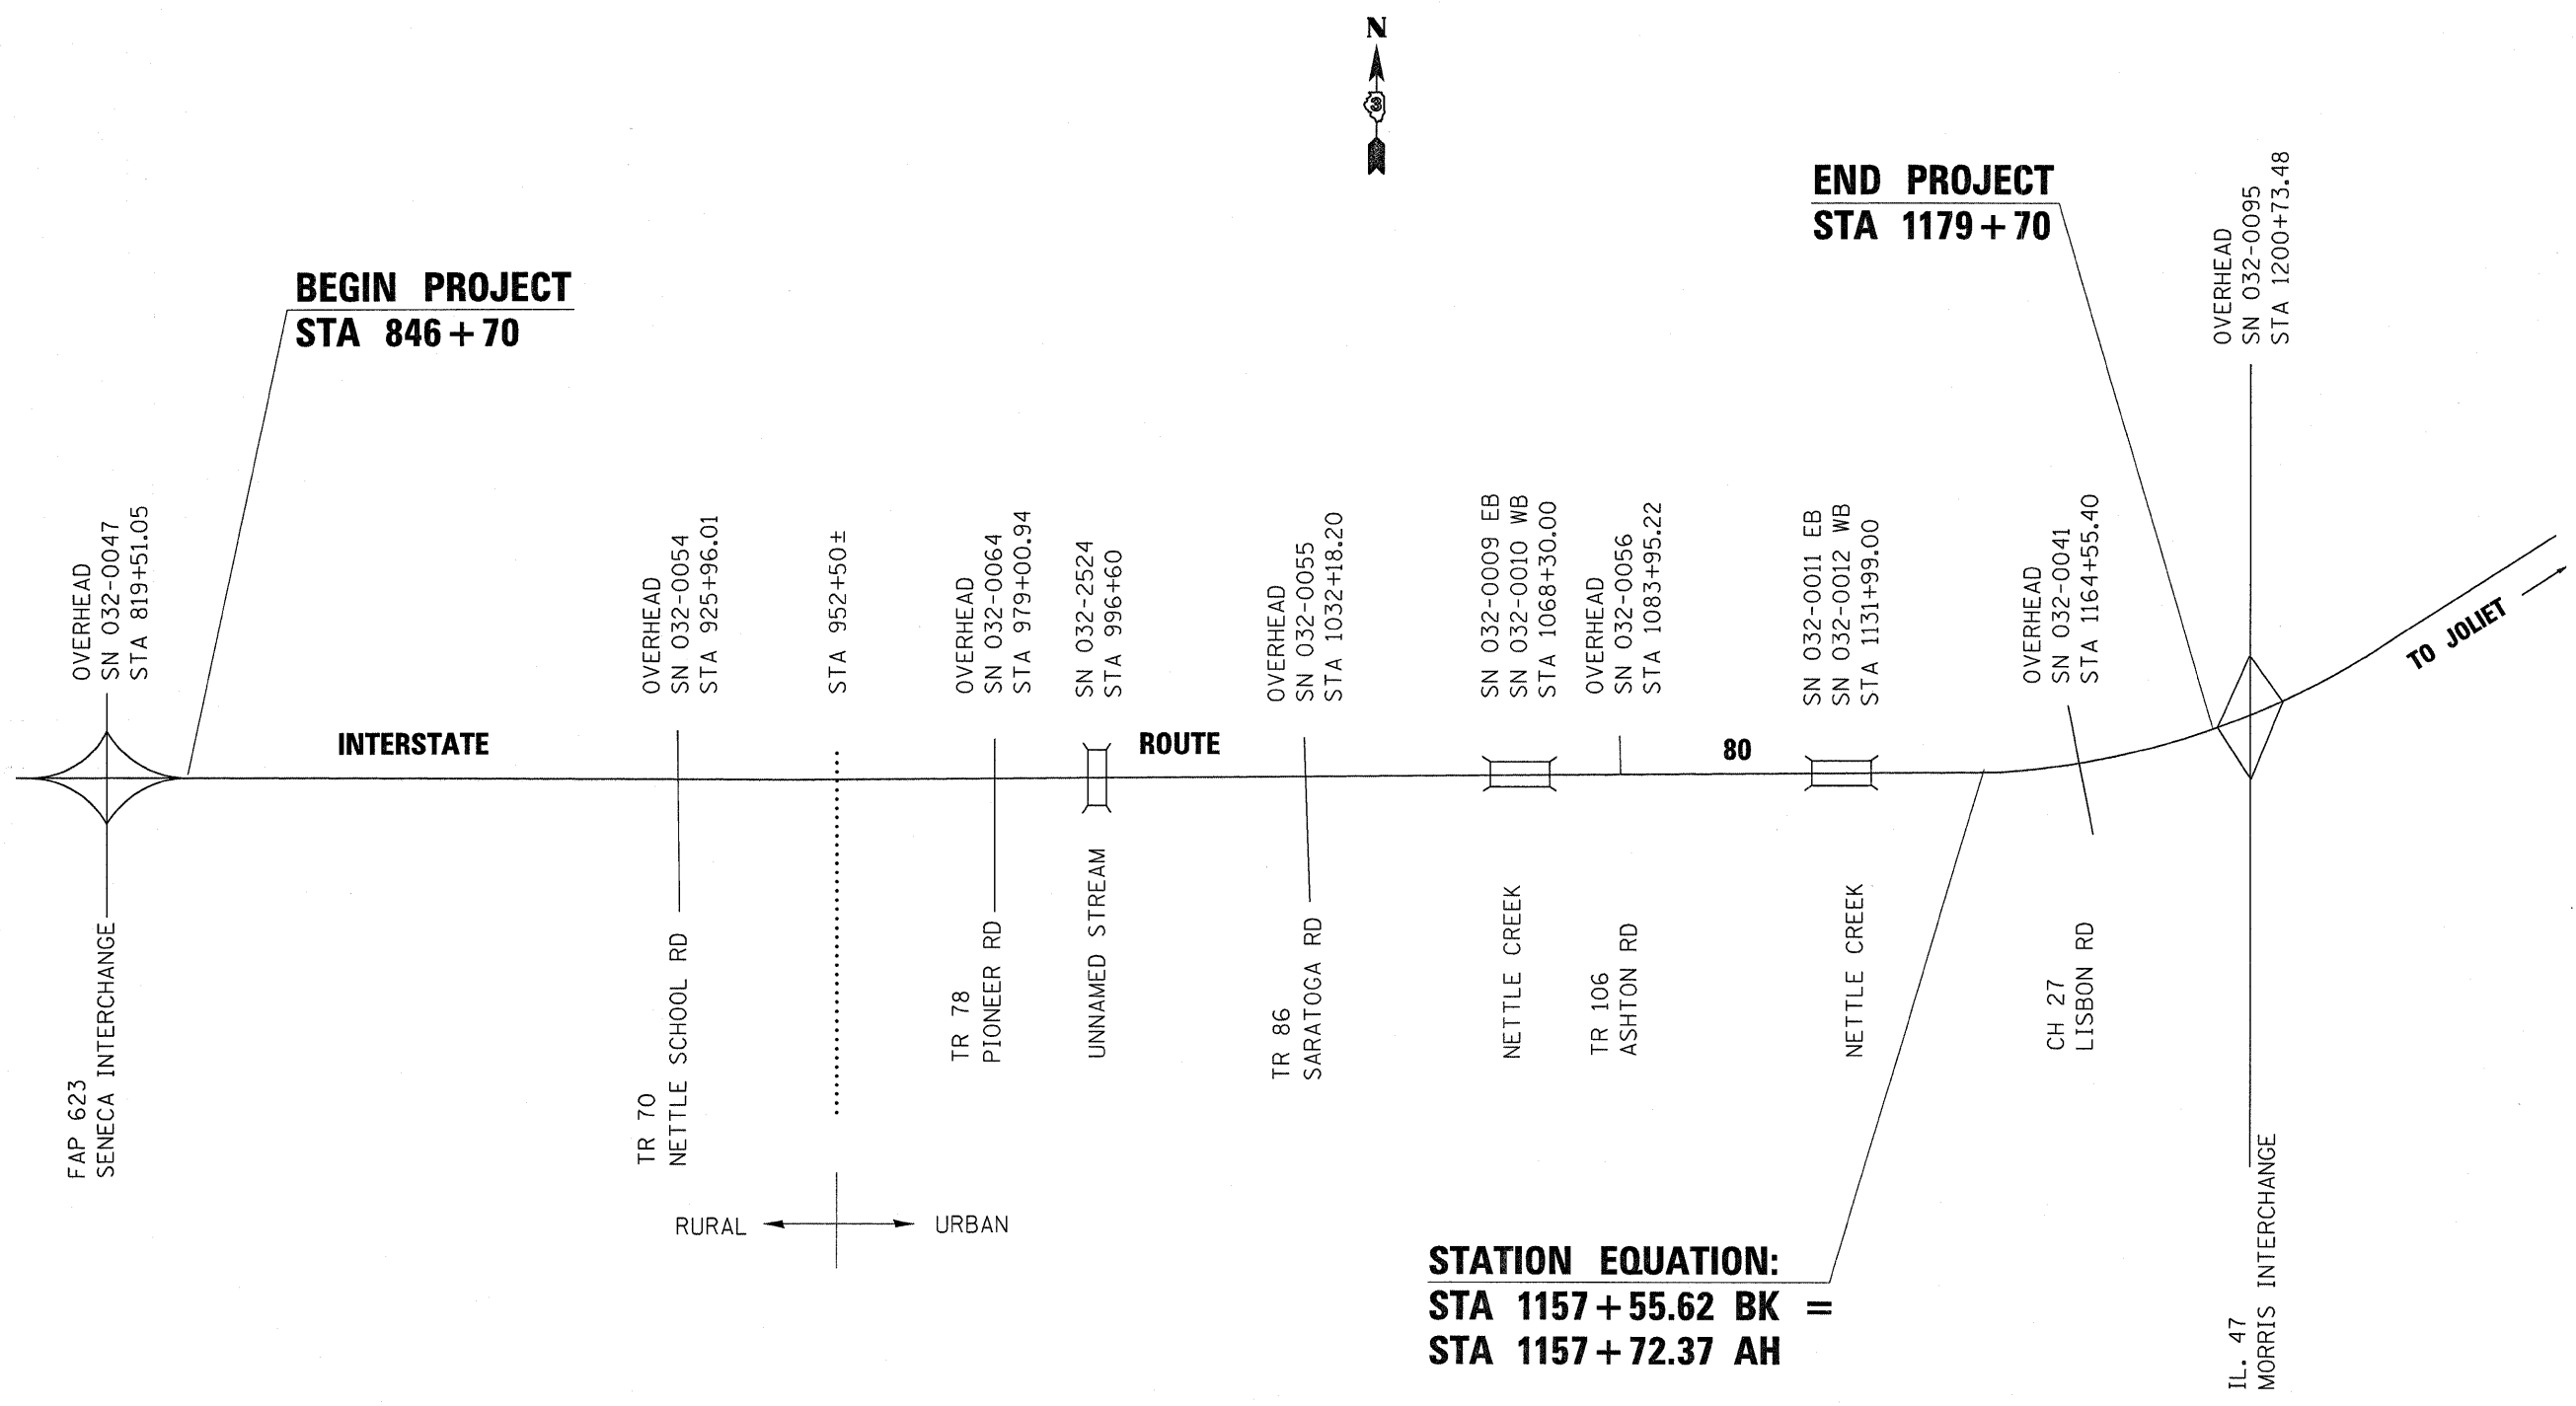 N
3
BEGIN PROJECT
STA 846+70
END PROJECT
STA 1179+70
OVERHEAD
SN 032-0047
STA 819+51.05
OVERHEAD
SN 032-0054
STA 925+96.01
STA 952+50±
OVERHEAD
SN 032-0064
STA 979+00.94
SN 032-2524
STA 996+60
OVERHEAD
SN 032-0055
STA 1032+18.20
SN 032-0009 EB
SN 032-0010 WB
STA 1068+30.00
OVERHEAD
SN 032-0056
STA 1083+95.22
SN 032-0011 EB
SN 032-0012 WB
STA 1131+99.00
OVERHEAD
SN 032-0041
STA 1164+55.40
OVERHEAD
SN 032-0095
STA 1200+73.48
INTERSTATE ROUTE 80
TO JOLIET
FAP 623
SENECA INTERCHANGE
TR 70
NETTLE SCHOOL RD
TR 78
PIONEER RD
UNNAMED STREAM
TR 86
SARATOGA RD
NETTLE CREEK
TR 106
ASHTON RD
NETTLE CREEK
CH 27
LISBON RD
IL. 47
MORRIS INTERCHANGE
RURAL URBAN
STATION EQUATION:
STA 1157+55.62 BK =
STA 1157+72.37 AH